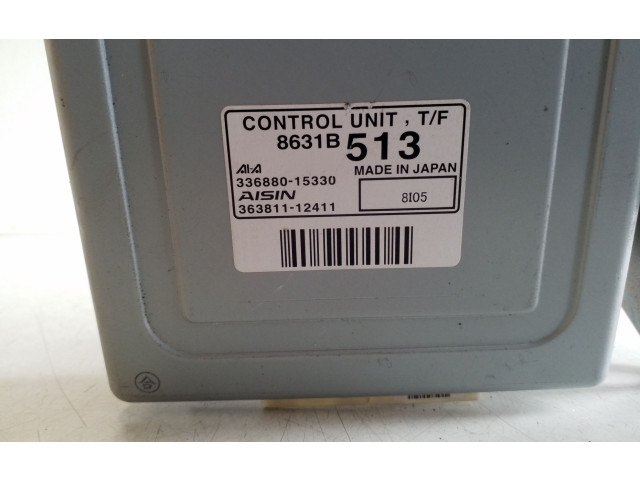 CONTROL UNIT, T/F
8631B 513
MADE IN JAPAN
336880-15330
AISIN
363811-12411
8I05